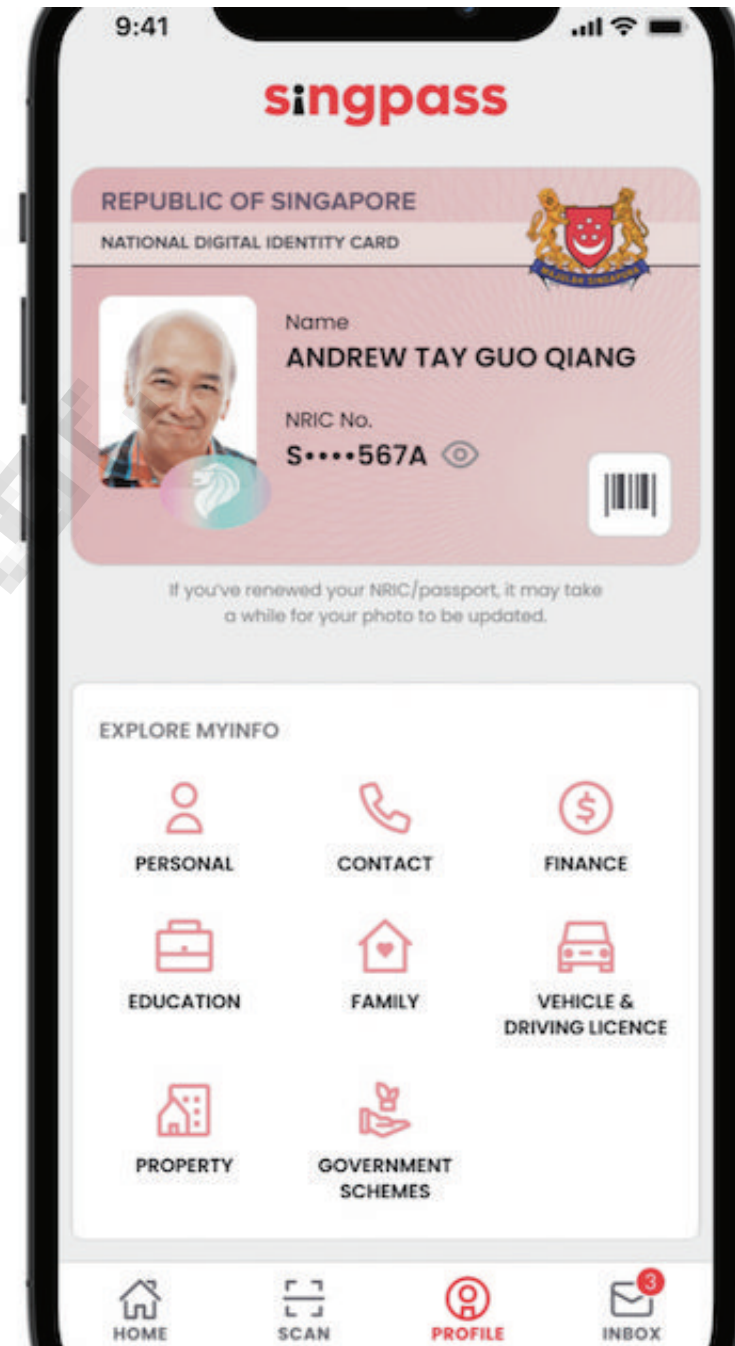 9:41
singpass
REPUBLIC OF SINGAPORE
NATIONAL DIGITAL IDENTITY CARD
MAJULAH SINGAPURA
Name
ANDREW TAY GUO QIANG
NRIC No.
S••••567A
If you've renewed your NRIC/passport, it may take
a while for your photo to be updated.
EXPLORE MYINFO
PERSONAL CONTACT FINANCE
EDUCATION FAMILY VEHICLE &
DRIVING LICENCE
PROPERTY GOVERNMENT
SCHEMES
3
HOME SCAN PROFILE INBOX